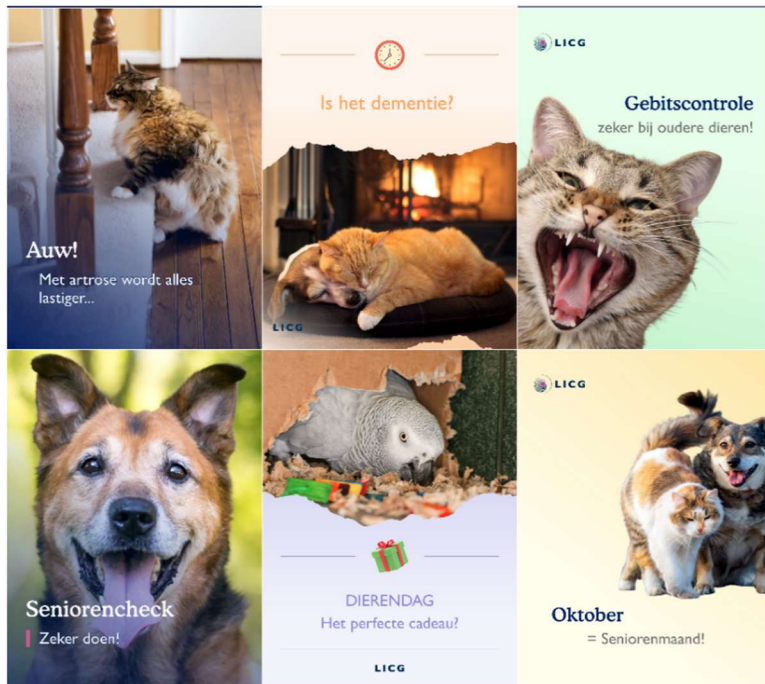 Auw!
Met artrose wordt alles
lastiger...
Is het dementie?
LICG
LICG
Gebitscontrole
zeker bij oudere dieren!
Seniorencheck
Zeker doen!
DIERENDAG
Het perfecte cadeau?
LICG
LICG
Oktober
= Seniorenmaand!